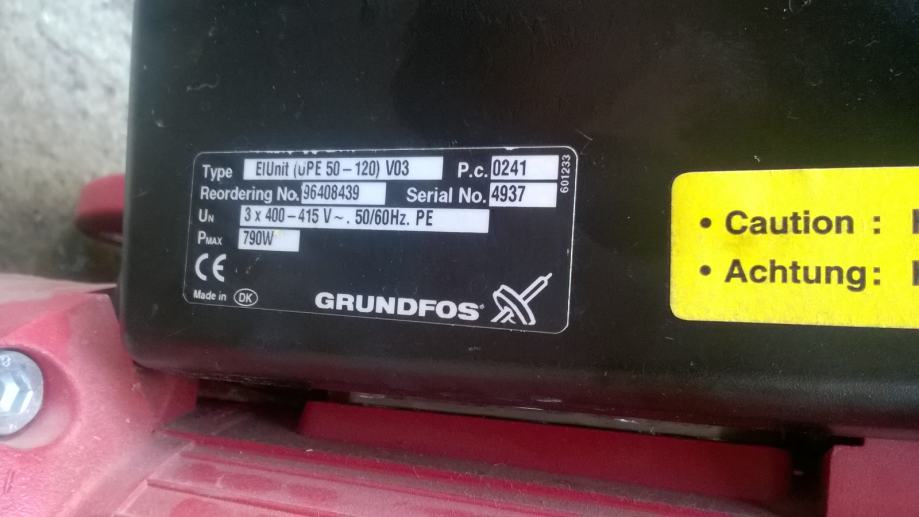 Type ElUnit (UPE 50-120) V03 P.c. 0241
Reordering No. 96408439 Serial No. 4937
UN 3 x 400-415 V ~. 50/60Hz. PE
PMAX 790W
CE
Made in DK
GRUNDFOS
601233
• Caution :
• Achtung: